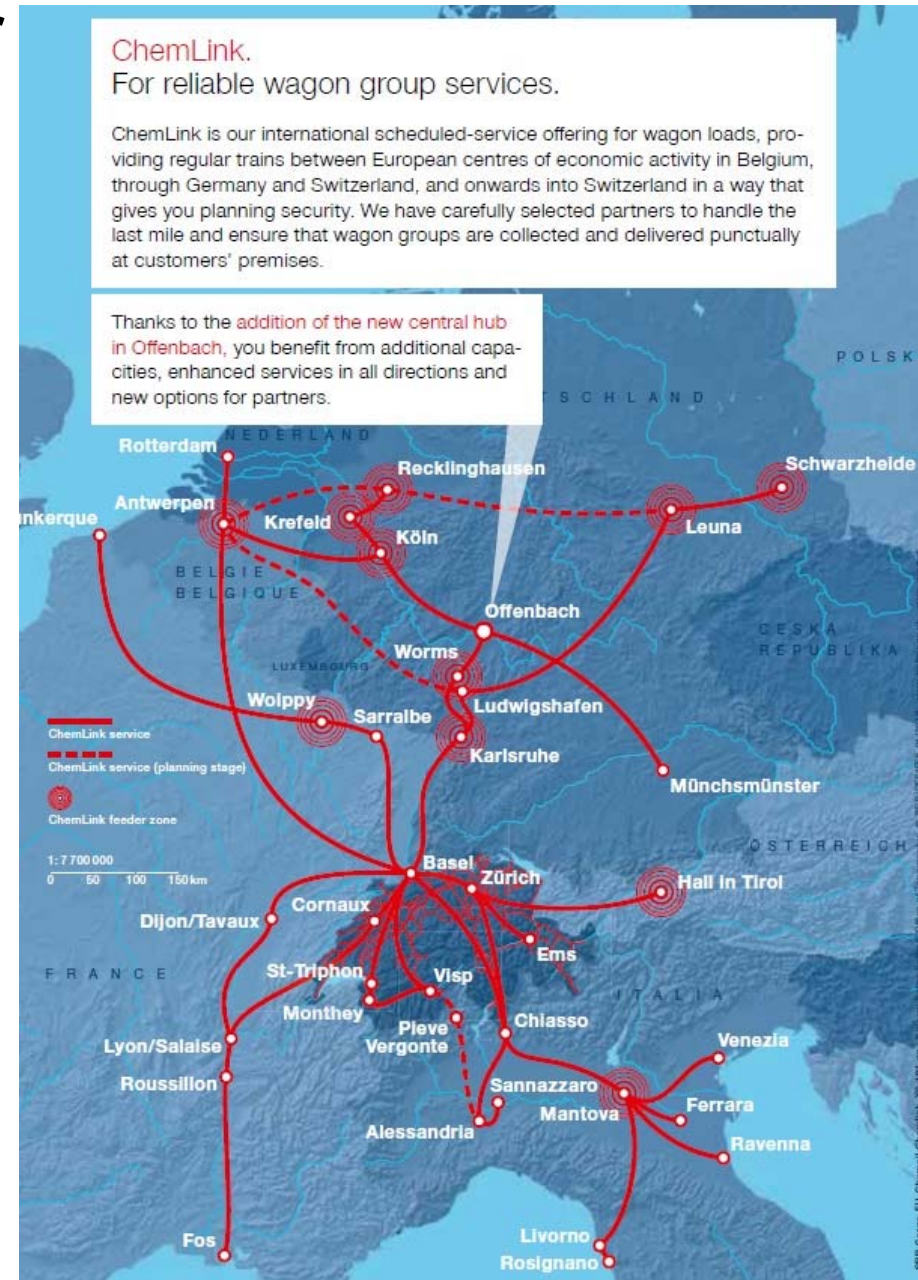 ChemLink.
For reliable wagon group services.
ChemLink is our international scheduled-service offering for wagon loads, pro-
viding regular trains between European centres of economic activity in Belgium,
through Germany and Switzerland, and onwards into Switzerland in a way that
gives you planning security. We have carefully selected partners to handle the
last mile and ensure that wagon groups are collected and delivered punctually
at customers' premises.
Thanks to the addition of the new central hub
in Offenbach, you benefit from additional capa-
cities, enhanced services in all directions and
new options for partners.
POLSK
TSCHLAND
NEDERLAND
Rotterdam
Recklinghausen
Schwarzheide
Antwerpen
Krefeld
nkerque
Leuna
Köln
BELGIE
BELGIQUE
Offenbach
CESKA
REPUBLIKA
Worms
LUXEMBOURG
Ludwigshafen
Woippy
Sarralbe
Karlsruhe
ChemLink service
ChemLink service (planning stage)
Münchsmünster
ChemLink feeder zone
ÖSTERREICH
1: 7 700 000
0 50 100 150 km
Basel
Zürich
Hall in Tirol
Cornaux
Dijon/Tavaux
Ems
FRANCE
St-Triphon
Visp
ITALIA
Monthey
Pieve
Vergonte
Chiasso
Lyon/Salaise
Venezia
Roussillon
Sannazzaro
Mantova
Ferrara
Alessandria
Ravenna
Livorno
Fos
Rosignano